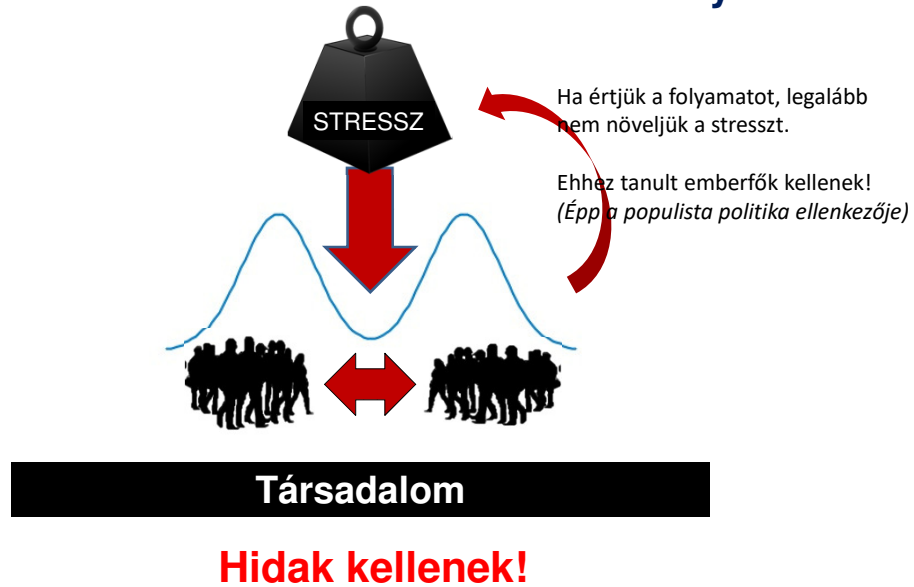 STRESSZ
Ha értjük a folyamatot, legalább
nem növeljük a stresszt.
Ehhez tanult emberfők kellenek!
(Épp a populista politika ellenkezője)
Társadalom
Hidak kellenek!